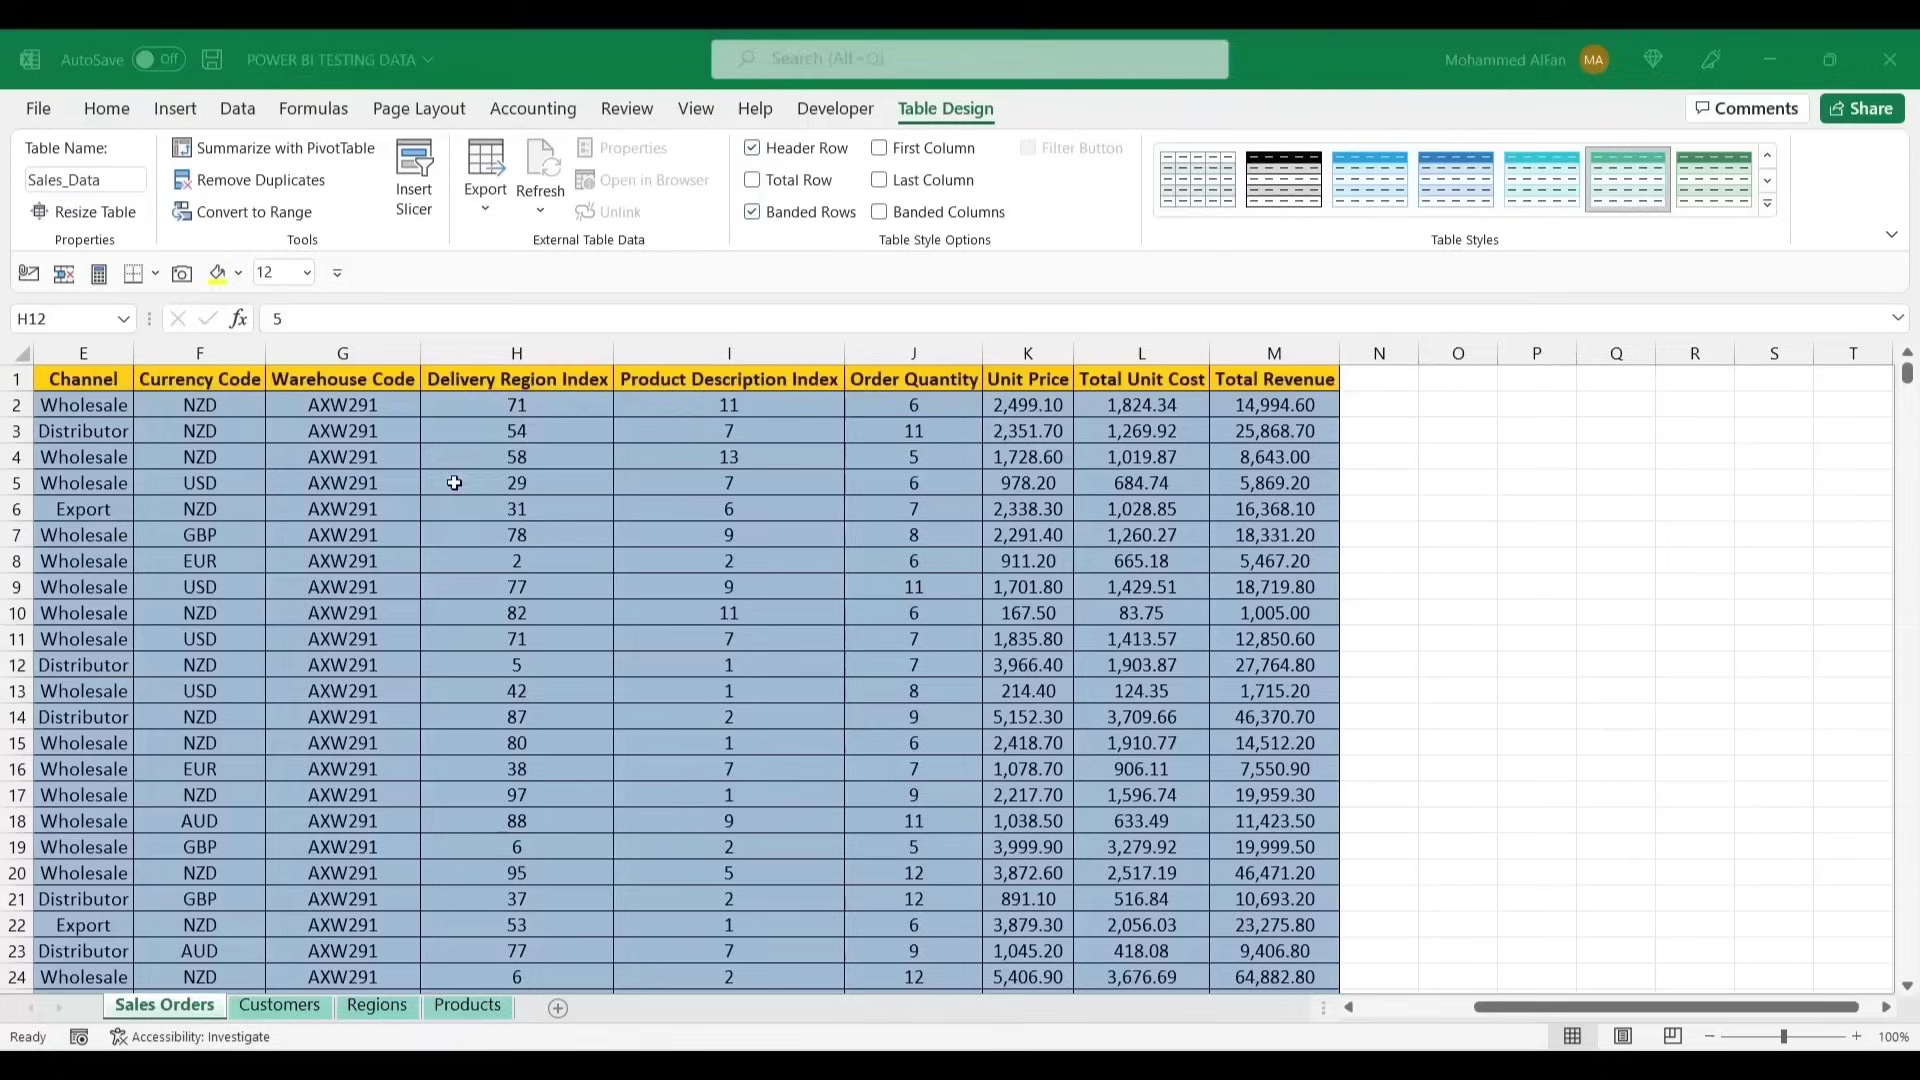 AutoSave Off POWER BI TESTING DATA Search (Alt+Q) Mohammed AlFan MA
File Home Insert Data Formulas Page Layout Accounting Review View Help Developer Table Design Comments Share
Table Name: Summarize with PivotTable Properties Header Row First Column Filter Button
Sales_Data Remove Duplicates Insert Slicer Export Refresh Open in Browser Total Row Last Column
Resize Table Convert to Range Unlink Banded Rows Banded Columns
Properties Tools External Table Data Table Style Options Table Styles
12
H12 fx 5
E F G H I J K L M N O P Q R S T
1 Channel Currency Code Warehouse Code Delivery Region Index Product Description Index Order Quantity Unit Price Total Unit Cost Total Revenue
2 Wholesale NZD AXW291 71 11 6 2,499.10 1,824.34 14,994.60
3 Distributor NZD AXW291 54 7 11 2,351.70 1,269.92 25,868.70
4 Wholesale NZD AXW291 58 13 5 1,728.60 1,019.87 8,643.00
5 Wholesale USD AXW291 29 7 6 978.20 684.74 5,869.20
6 Export NZD AXW291 31 6 7 2,338.30 1,028.85 16,368.10
7 Wholesale GBP AXW291 78 9 8 2,291.40 1,260.27 18,331.20
8 Wholesale EUR AXW291 2 2 6 911.20 665.18 5,467.20
9 Wholesale USD AXW291 77 9 11 1,701.80 1,429.51 18,719.80
10 Wholesale NZD AXW291 82 11 6 167.50 83.75 1,005.00
11 Wholesale USD AXW291 71 7 7 1,835.80 1,413.57 12,850.60
12 Distributor NZD AXW291 5 1 7 3,966.40 1,903.87 27,764.80
13 Wholesale USD AXW291 42 1 8 214.40 124.35 1,715.20
14 Distributor NZD AXW291 87 2 9 5,152.30 3,709.66 46,370.70
15 Wholesale NZD AXW291 80 1 6 2,418.70 1,910.77 14,512.20
16 Wholesale EUR AXW291 38 7 7 1,078.70 906.11 7,550.90
17 Wholesale NZD AXW291 97 1 9 2,217.70 1,596.74 19,959.30
18 Wholesale AUD AXW291 88 9 11 1,038.50 633.49 11,423.50
19 Wholesale GBP AXW291 6 2 5 3,999.90 3,279.92 19,999.50
20 Wholesale NZD AXW291 95 5 12 3,872.60 2,517.19 46,471.20
21 Distributor GBP AXW291 37 2 12 891.10 516.84 10,693.20
22 Export NZD AXW291 53 1 6 3,879.30 2,056.03 23,275.80
23 Distributor AUD AXW291 77 7 9 1,045.20 418.08 9,406.80
24 Wholesale NZD AXW291 6 2 12 5,406.90 3,676.69 64,882.80
Sales Orders Customers Regions Products
Ready Accessibility: Investigate 100%